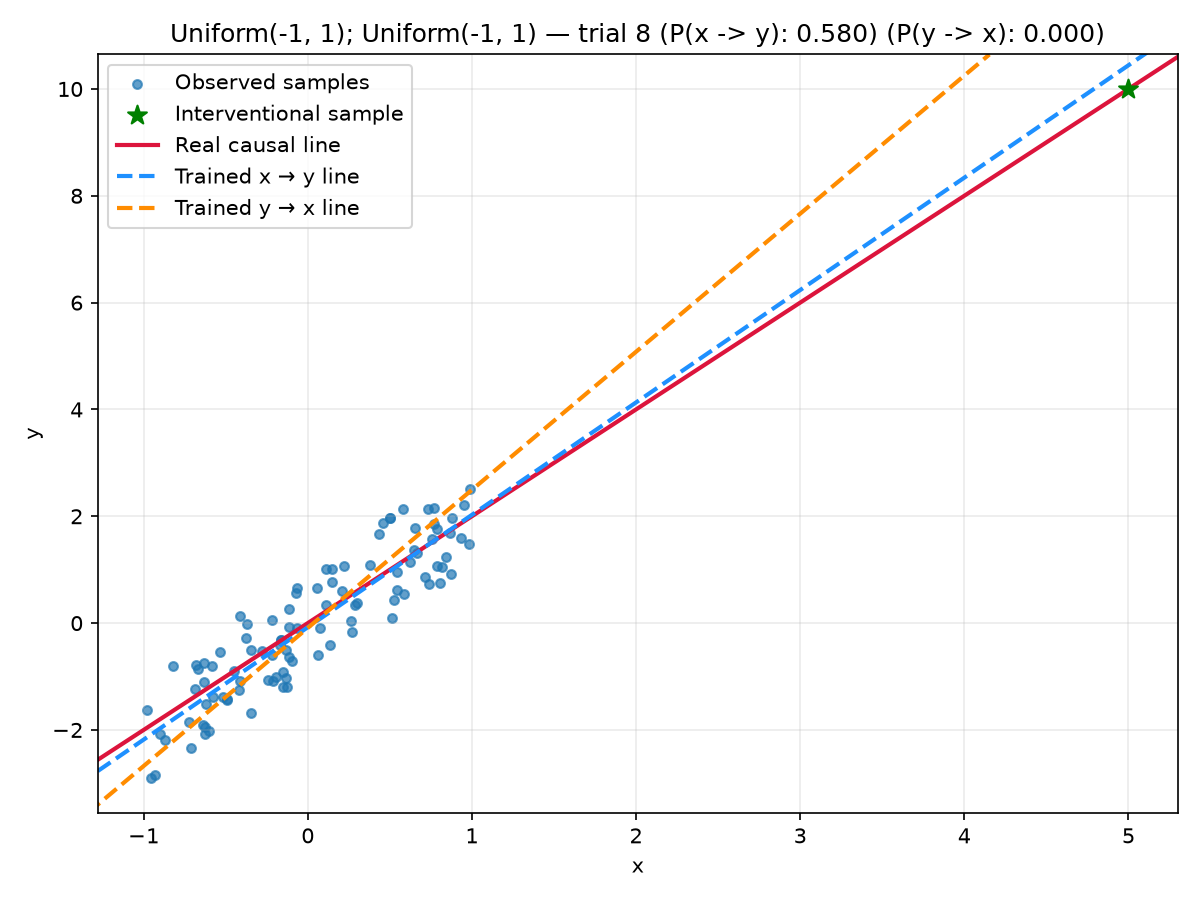 Uniform(-1, 1); Uniform(-1, 1) — trial 8 (P(x -> y): 0.580) (P(y -> x): 0.000)
Observed samples
Interventional sample
Real causal line
Trained x → y line
Trained y → x line
10
8
6
4
2
0
−2
y
−1
0
1
2
3
4
5
x